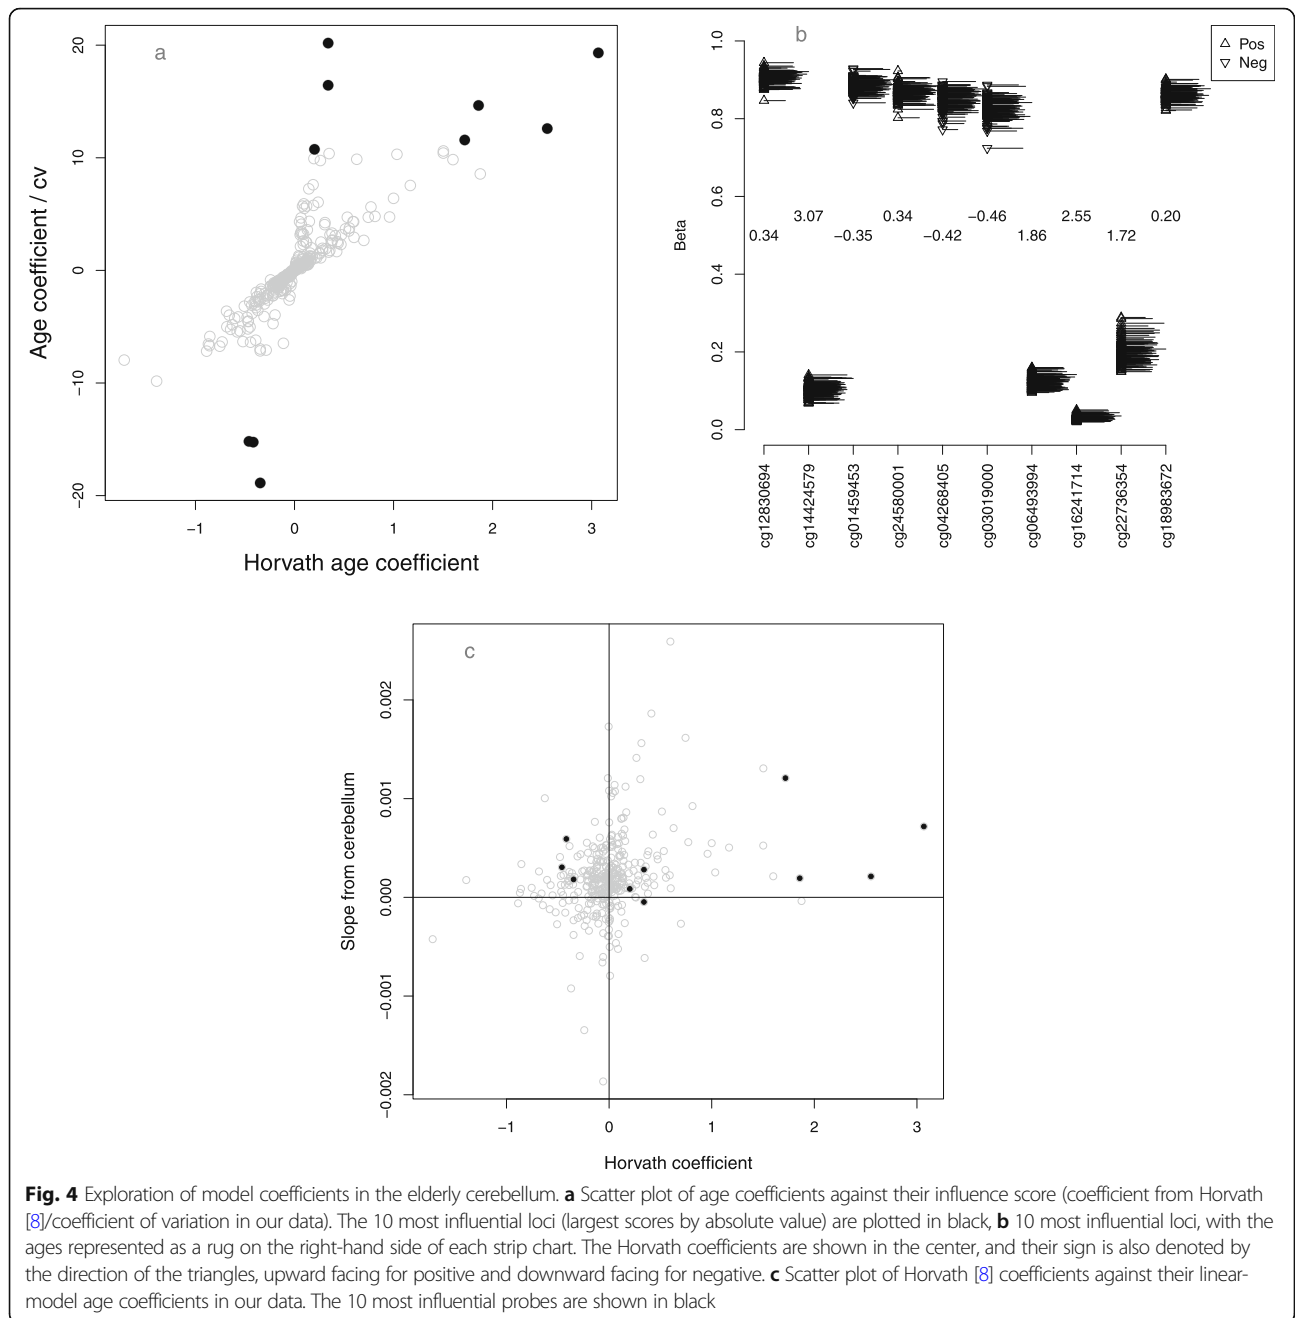 a
20
10
0
−10
−20
Age coefficient / cv
−1
0
1
2
3
Horvath age coefficient
b
Pos
Neg
1.0
0.8
0.6
0.4
0.2
0.0
Beta
0.34
3.07
−0.35
0.34
−0.42
−0.46
1.86
2.55
1.72
0.20
cg12830694
cg14424579
cg01459453
cg24580001
cg04268405
cg03019000
cg06493994
cg16241714
cg22736354
cg18983672
c
0.002
0.001
0.000
−0.001
−0.002
Slope from cerebellum
−1
0
1
2
3
Horvath coefficient
Fig. 4 Exploration of model coefficients in the elderly cerebellum. a Scatter plot of age coefficients against their influence score (coefficient from Horvath
[8]/coefficient of variation in our data). The 10 most influential loci (largest scores by absolute value) are plotted in black, b 10 most influential loci, with the
ages represented as a rug on the right-hand side of each strip chart. The Horvath coefficients are shown in the center, and their sign is also denoted by
the direction of the triangles, upward facing for positive and downward facing for negative. c Scatter plot of Horvath [8] coefficients against their linear-
model age coefficients in our data. The 10 most influential probes are shown in black